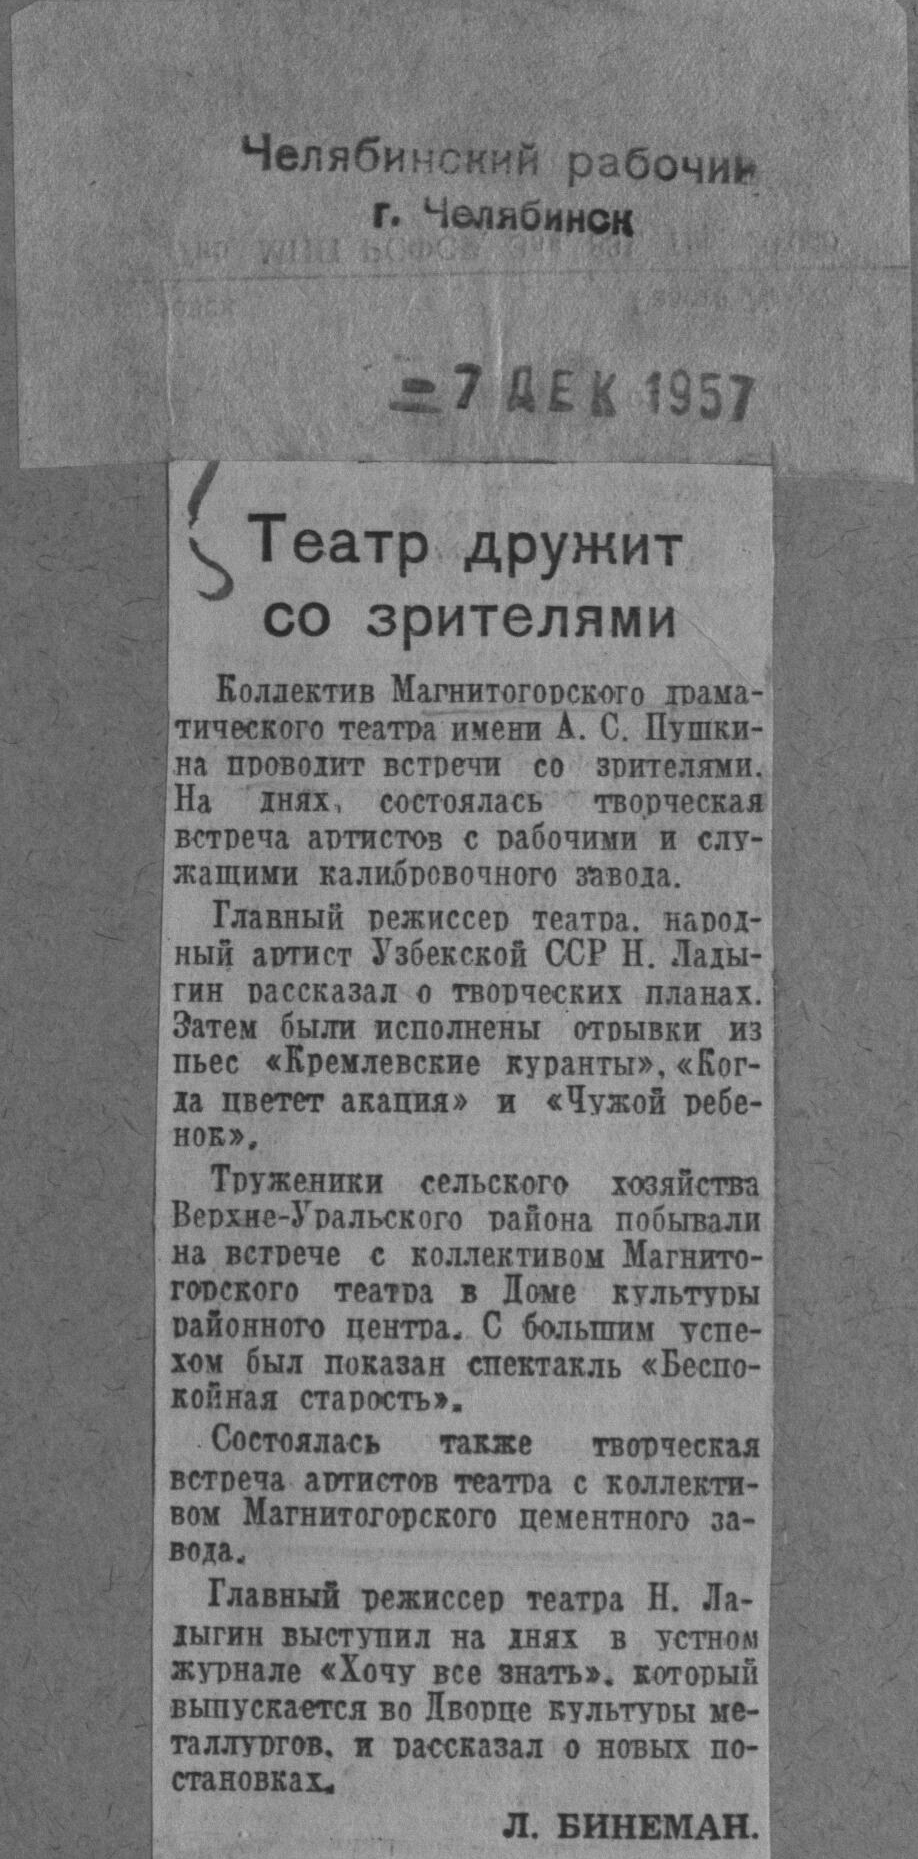 Челябинский рабочий
г. Челябинск
=7 ДЕК 1957
Театр дружит
со зрителями
Коллектив Магнитогорского драма-
тического театра имени А. С. Пушки-
на проводит встречи со зрителями.
На днях, состоялась творческая
встреча артистов с рабочими и слу-
жащими калибровочного завода.
Главный режиссер театра, народ-
ный артист Узбекской ССР Н. Лады-
гин рассказал о творческих планах.
Затем были исполнены отрывки из
пьес «Кремлевские куранты», «Ког-
да цветет акация» и «Чужой ребе-
нок».
Труженики сельского хозяйства
Верхне-Уральского района побывали
на встрече с коллективом Магнито-
горского театра в Доме культуры
районного центра. С большим успе-
хом был показан спектакль «Беспо-
койная старость».
Состоялась также творческая
встреча артистов театра с коллекти-
вом Магнитогорского цементного за-
вода.
Главный режиссер театра Н. Ла-
дыгин выступил на днях в устном
журнале «Хочу все знать», который
выпускается во Дворце культуры ме-
таллургов, и рассказал о новых по-
становках.
Л. БИНЕМАН.